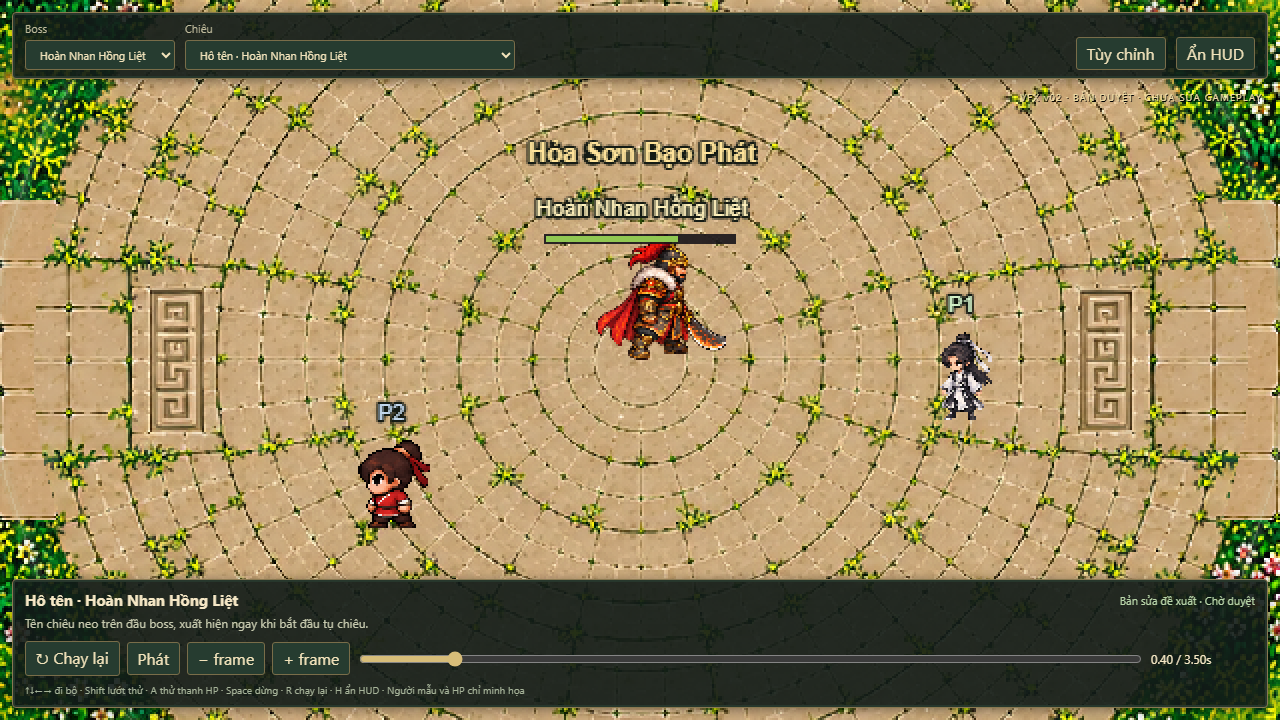 Boss
Chiêu
Hoàn Nhan Hồng Liệt
Hô tên · Hoàn Nhan Hồng Liệt
Tùy chỉnh
Ẩn HUD
VFX V02 · BẢN DUYỆT · CHƯA SỬA GAMEPLAY
Hỏa Sơn Bạo Phát
Hoàn Nhan Hồng Liệt
P1
P2
Hô tên · Hoàn Nhan Hồng Liệt
Bản sửa đề xuất · Chờ duyệt
Tên chiêu neo trên đầu boss, xuất hiện ngay khi bắt đầu tụ chiêu.
↻ Chạy lại
Phát
− frame
+ frame
0.40 / 3.50s
↑↓←→ đi bộ · Shift lướt thử · A thử thanh HP · Space dừng · R chạy lại · H ẩn HUD · Người mẫu và HP chỉ minh họa